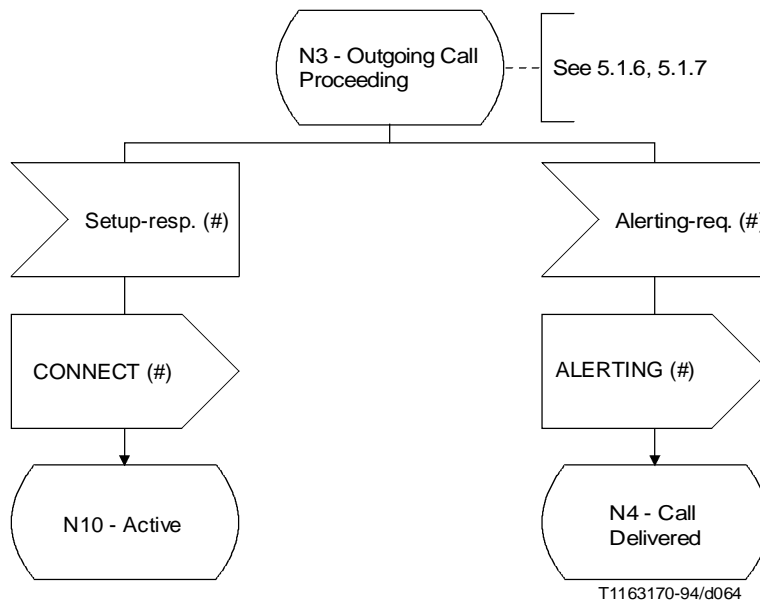 N3 - Outgoing Call
Proceeding
See 5.1.6, 5.1.7
Setup-resp. (#)
Alerting-req. (#)
CONNECT (#)
ALERTING (#)
N10 - Active
N4 - Call
Delivered
T1163170-94/d064